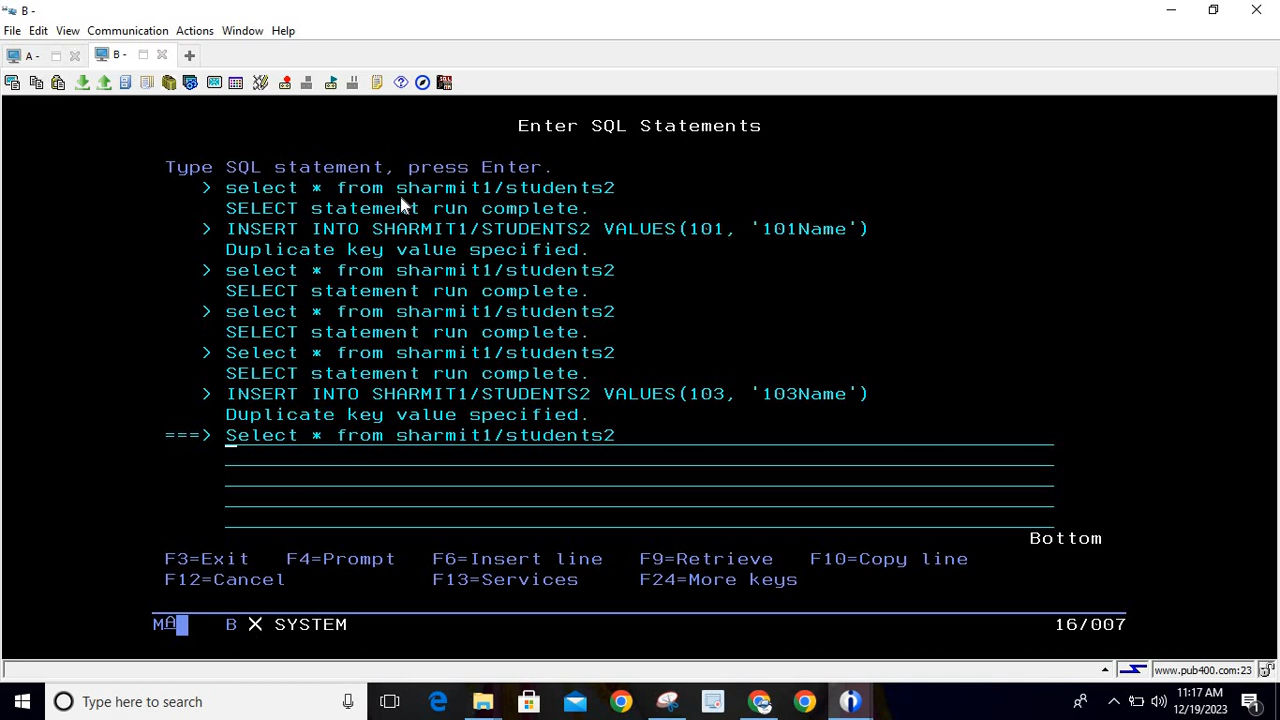 B -
File Edit View Communication Actions Window Help
A - B -
Enter SQL Statements
Type SQL statement, press Enter.
> select * from sharmit1/students2
SELECT statement run complete.
> INSERT INTO SHARMIT1/STUDENTS2 VALUES(101, '101Name')
Duplicate key value specified.
> select * from sharmit1/students2
SELECT statement run complete.
> select * from sharmit1/students2
SELECT statement run complete.
> Select * from sharmit1/students2
SELECT statement run complete.
> INSERT INTO SHARMIT1/STUDENTS2 VALUES(103, '103Name')
Duplicate key value specified.
===> Select * from sharmit1/students2
Bottom
F3=Exit F4=Prompt F6=Insert line F9=Retrieve F10=Copy line
F12=Cancel F13=Services F24=More keys
MA B X SYSTEM 16/007
www.pub400.com:23
Type here to search
11:17 AM
12/19/2023
1